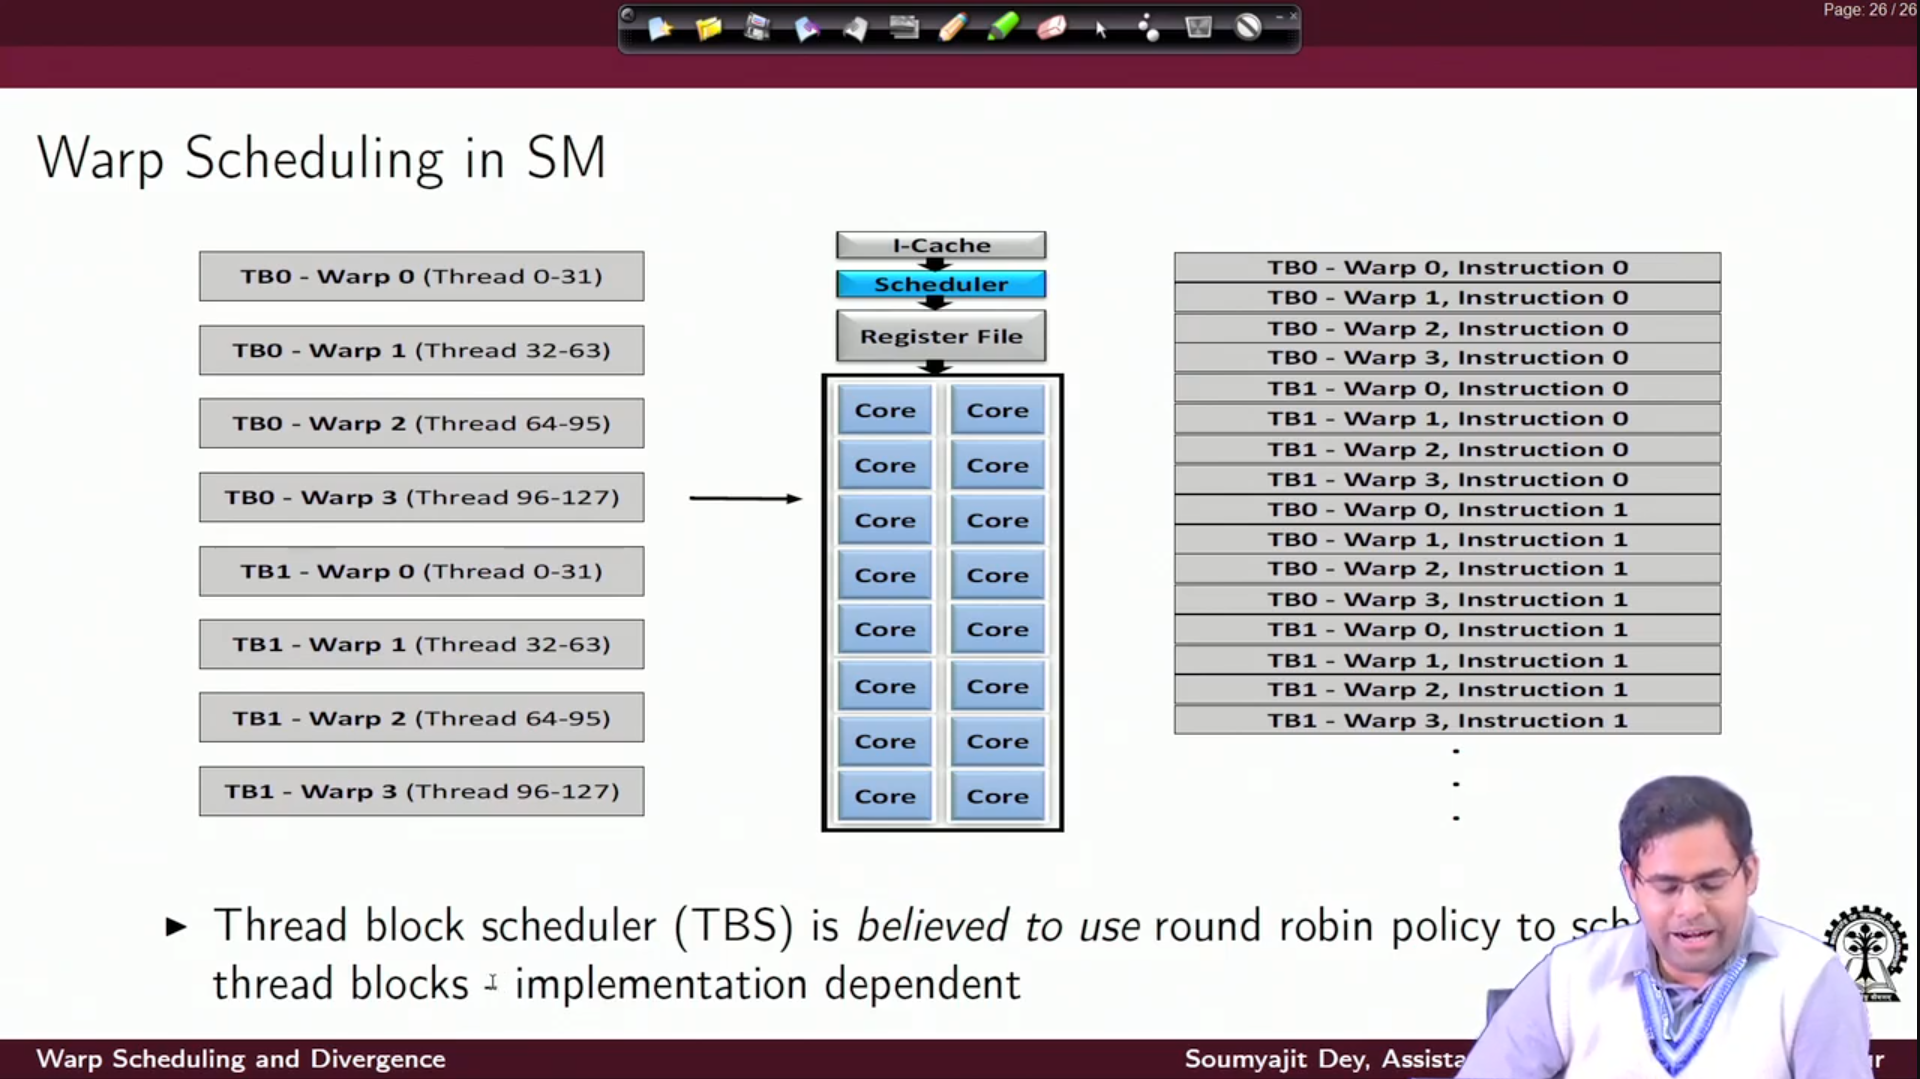 Page: 26 / 26
Warp Scheduling in SM
TB0 - Warp 0 (Thread 0-31)
TB0 - Warp 1 (Thread 32-63)
TB0 - Warp 2 (Thread 64-95)
TB0 - Warp 3 (Thread 96-127)
TB1 - Warp 0 (Thread 0-31)
TB1 - Warp 1 (Thread 32-63)
TB1 - Warp 2 (Thread 64-95)
TB1 - Warp 3 (Thread 96-127)
I-Cache
Scheduler
Register File
Core Core
Core Core
Core Core
Core Core
Core Core
Core Core
Core Core
Core Core
TB0 - Warp 0, Instruction 0
TB0 - Warp 1, Instruction 0
TB0 - Warp 2, Instruction 0
TB0 - Warp 3, Instruction 0
TB1 - Warp 0, Instruction 0
TB1 - Warp 1, Instruction 0
TB1 - Warp 2, Instruction 0
TB1 - Warp 3, Instruction 0
TB0 - Warp 0, Instruction 1
TB0 - Warp 1, Instruction 1
TB0 - Warp 2, Instruction 1
TB0 - Warp 3, Instruction 1
TB1 - Warp 0, Instruction 1
TB1 - Warp 1, Instruction 1
TB1 - Warp 2, Instruction 1
TB1 - Warp 3, Instruction 1
Thread block scheduler (TBS) is believed to use round robin policy to
thread blocks - implementation dependent
Warp Scheduling and Divergence
Soumyajit Dey,